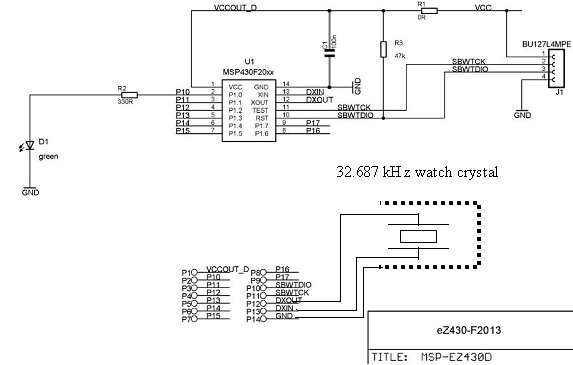 VCCOUT_D R1 VCC
0R
BU127L4MPE
U1
MSP430F20xx
C1 100n
R3
47k
SBWTCK
SBWTDIO
1
2
3
4
J1
GND
GND
R2
330R
P10
P11
P12
P13
P14
P15
1 VCC GND 14
2 P1.0 XIN 13 DXIN
3 P1.1 XOUT 12 DXOUT
4 P1.2 TEST 11 SBWTCK
5 P1.3 RST 10 SBWTDIO
6 P1.4 P1.7 9 P17
7 P1.5 P1.6 8 P16
D1
green
GND
32.687 kHz watch crystal
P1 VCCOUT_D P8 P16
P2 P10 P9 P17
P3 P11 P10 SBWTDIO
P4 P12 P11 SBWTCK
P5 P13 P12 DXOUT
P6 P14 P13 DXIN
P7 P15 P14 GND
eZ430-F2013
TITLE: MSP-EZ430D